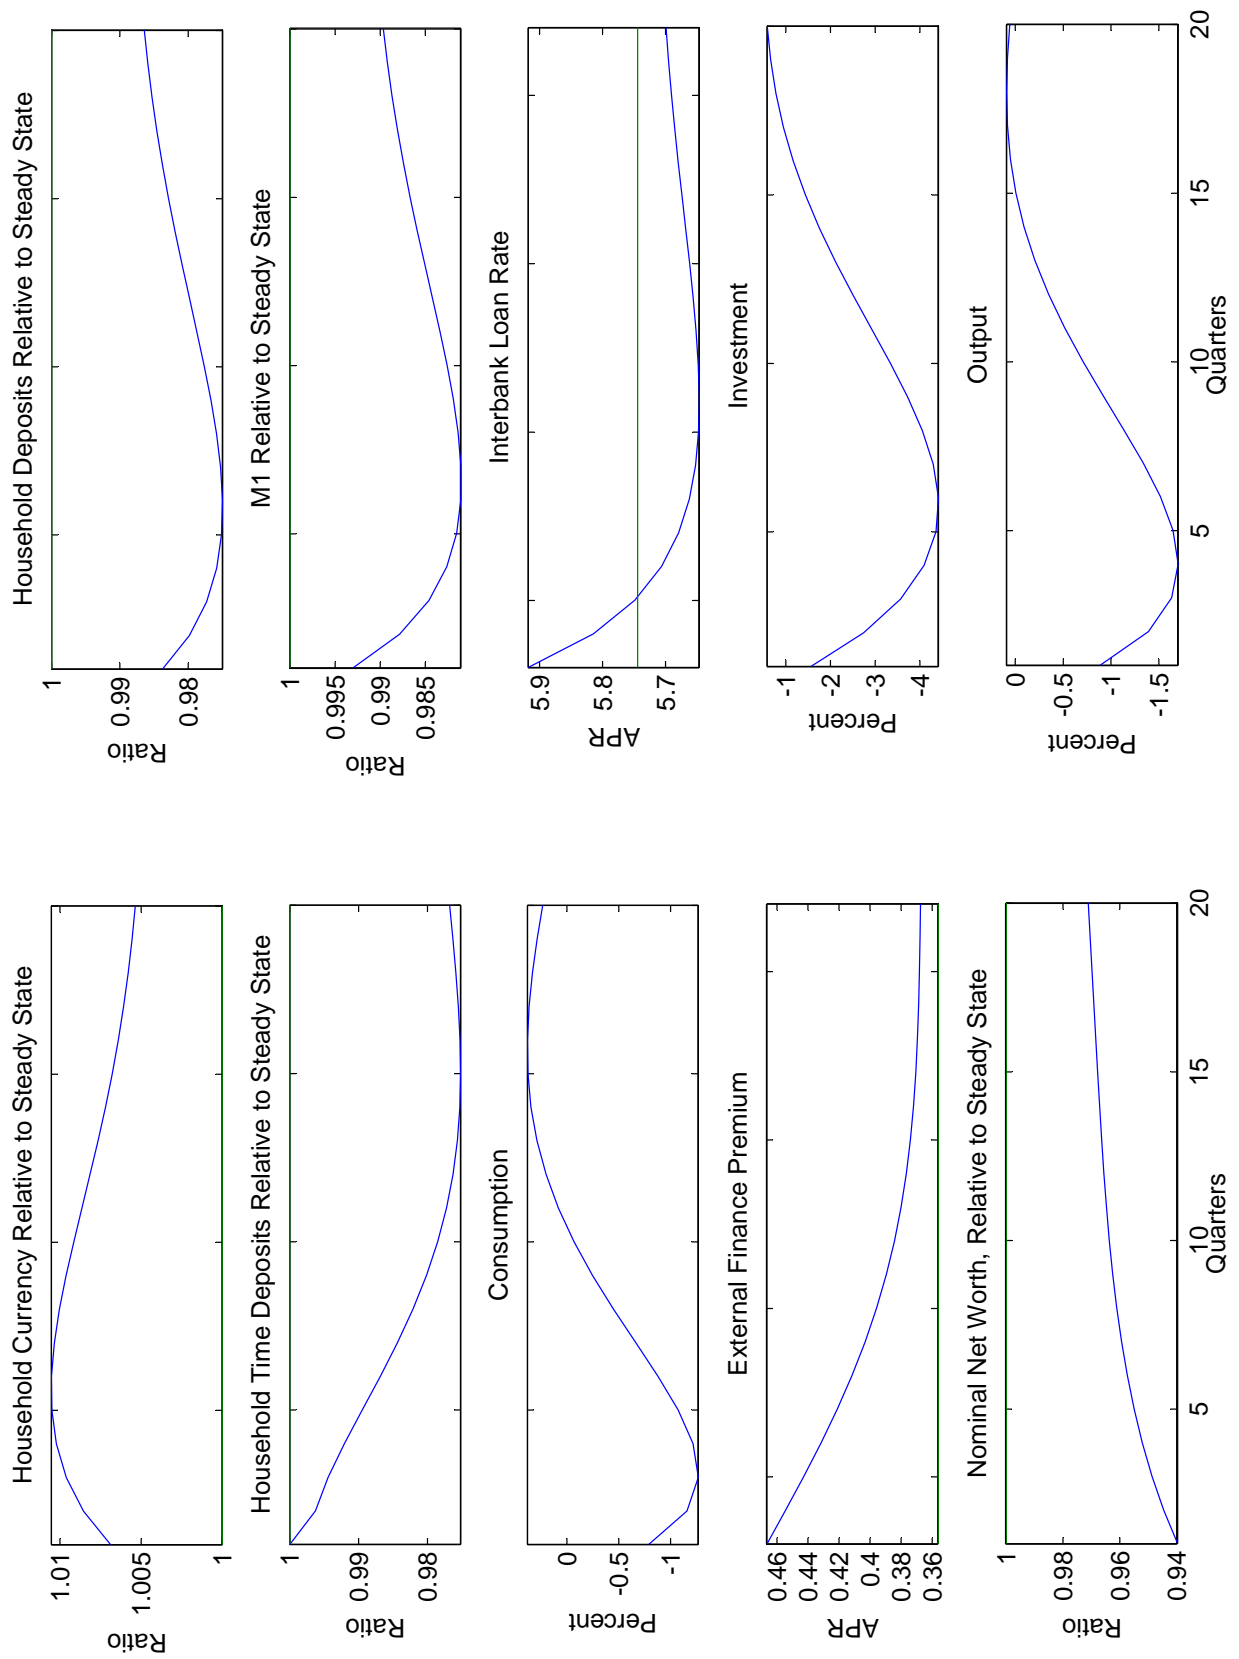 Household Currency Relative to Steady State
1.01
1.005
1
Ratio
Household Deposits Relative to Steady State
1
0.99
0.98
Ratio
Household Time Deposits Relative to Steady State
1
0.99
0.98
Ratio
M1 Relative to Steady State
1
0.995
0.99
0.985
Ratio
Consumption
0
-0.5
-1
Percent
Interbank Loan Rate
5.9
5.8
5.7
APR
External Finance Premium
0.46
0.44
0.42
0.4
0.38
0.36
APR
Investment
-1
-2
-3
-4
Percent
Nominal Net Worth, Relative to Steady State
1
0.98
0.96
0.94
Ratio
5 10 15 20
Quarters
Output
0
-0.5
-1
-1.5
Percent
5 10 15 20
Quarters